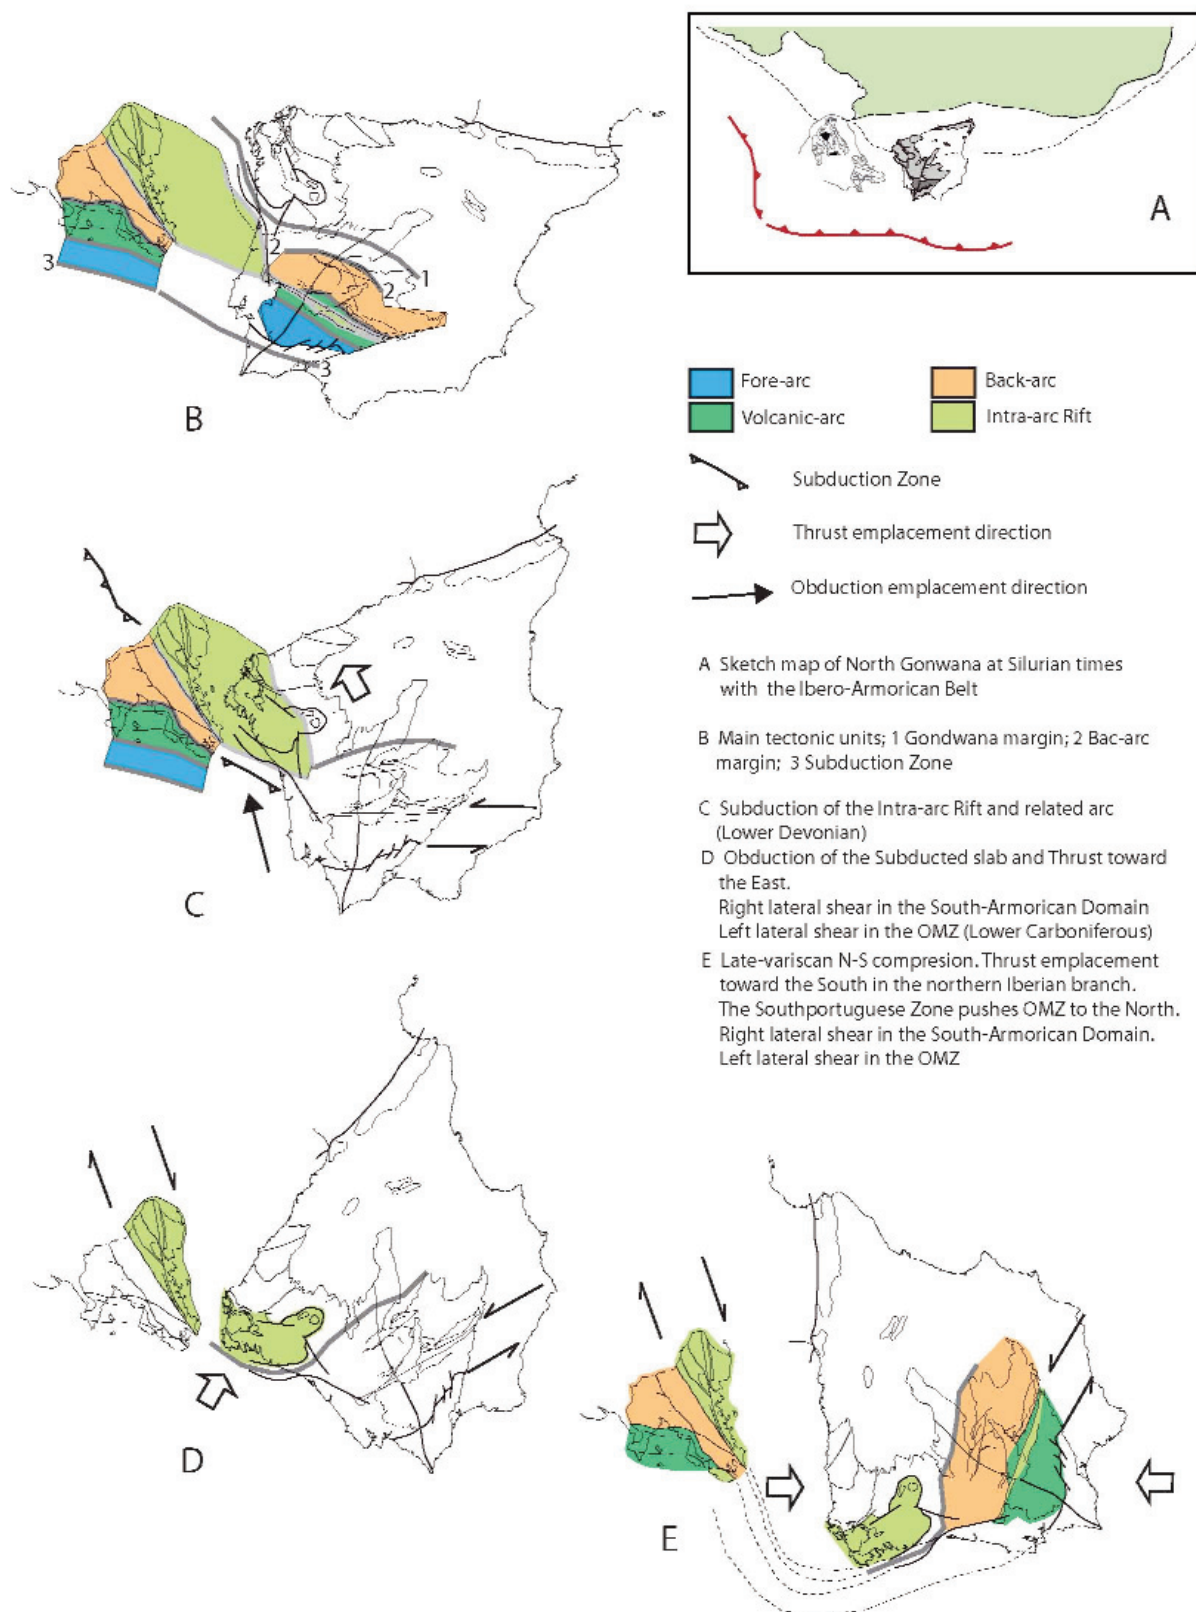 A
3
2
1
2
3
B
Fore-arc
Back-arc
Volcanic-arc
Intra-arc Rift
Subduction Zone
Thrust emplacement direction
Obduction emplacement direction
C
A Sketch map of North Gonwana at Silurian times
with the Ibero-Armorican Belt
B Main tectonic units; 1 Gondwana margin; 2 Bac-arc
margin; 3 Subduction Zone
C Subduction of the Intra-arc Rift and related arc
(Lower Devonian)
D Obduction of the Subducted slab and Thrust toward
the East.
Right lateral shear in the South-Armorican Domain
Left lateral shear in the OMZ (Lower Carboniferous)
E Late-variscan N-S compresion. Thrust emplacement
toward the South in the northern Iberian branch.
The Southportuguese Zone pushes OMZ to the North.
Right lateral shear in the South-Armorican Domain.
Left lateral shear in the OMZ
D
E